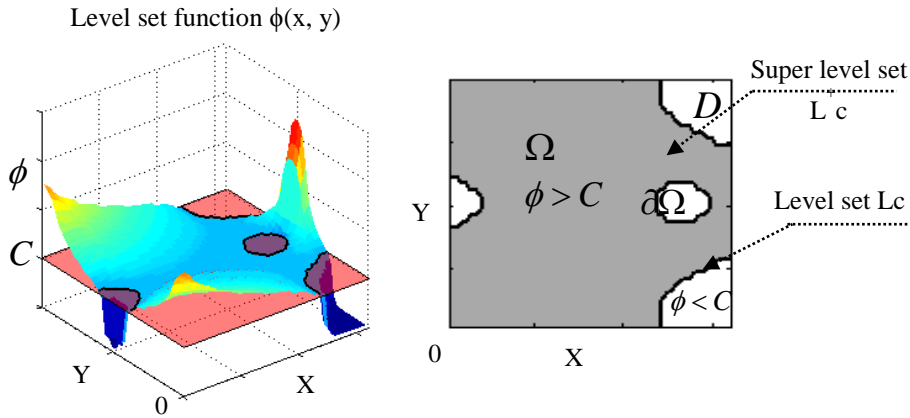 Level set function ϕ(x, y)
ϕ
C
Y
0
X
Super level set
L c
D
Ω
ϕ > C
∂Ω
Y
Level set Lc
ϕ < C
0
X